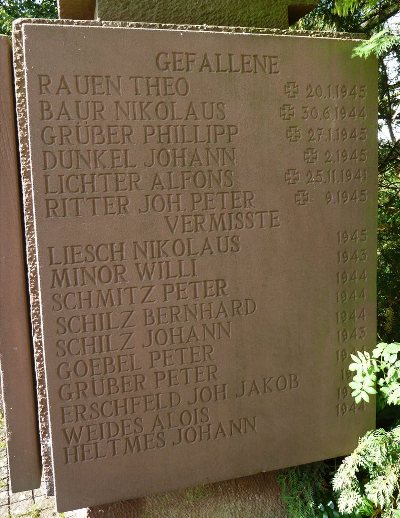 GEFALLENE
RAUEN THEO ✠ 20.1.1945
BAUR NIKOLAUS ✠ 30.6.1944
GRÜBER PHILLIPP ✠ 27.1.1945
DUNKEL JOHANN ✠ 2.1945
LICHTER ALFONS ✠ 25.11.1941
RITTER JOH. PETER ✠ 9.1945
VERMISSTE
LIESCH NIKOLAUS 1945
MINOR WILLI 1943
SCHMITZ PETER 1944
SCHILZ BERNHARD 1944
SCHILZ JOHANN 1944
GOEBEL PETER 1943
GRÜBER PETER
ERSCHFELD JOH JAKOB
WEIDES ALOIS
HELTMES JOHANN 1944